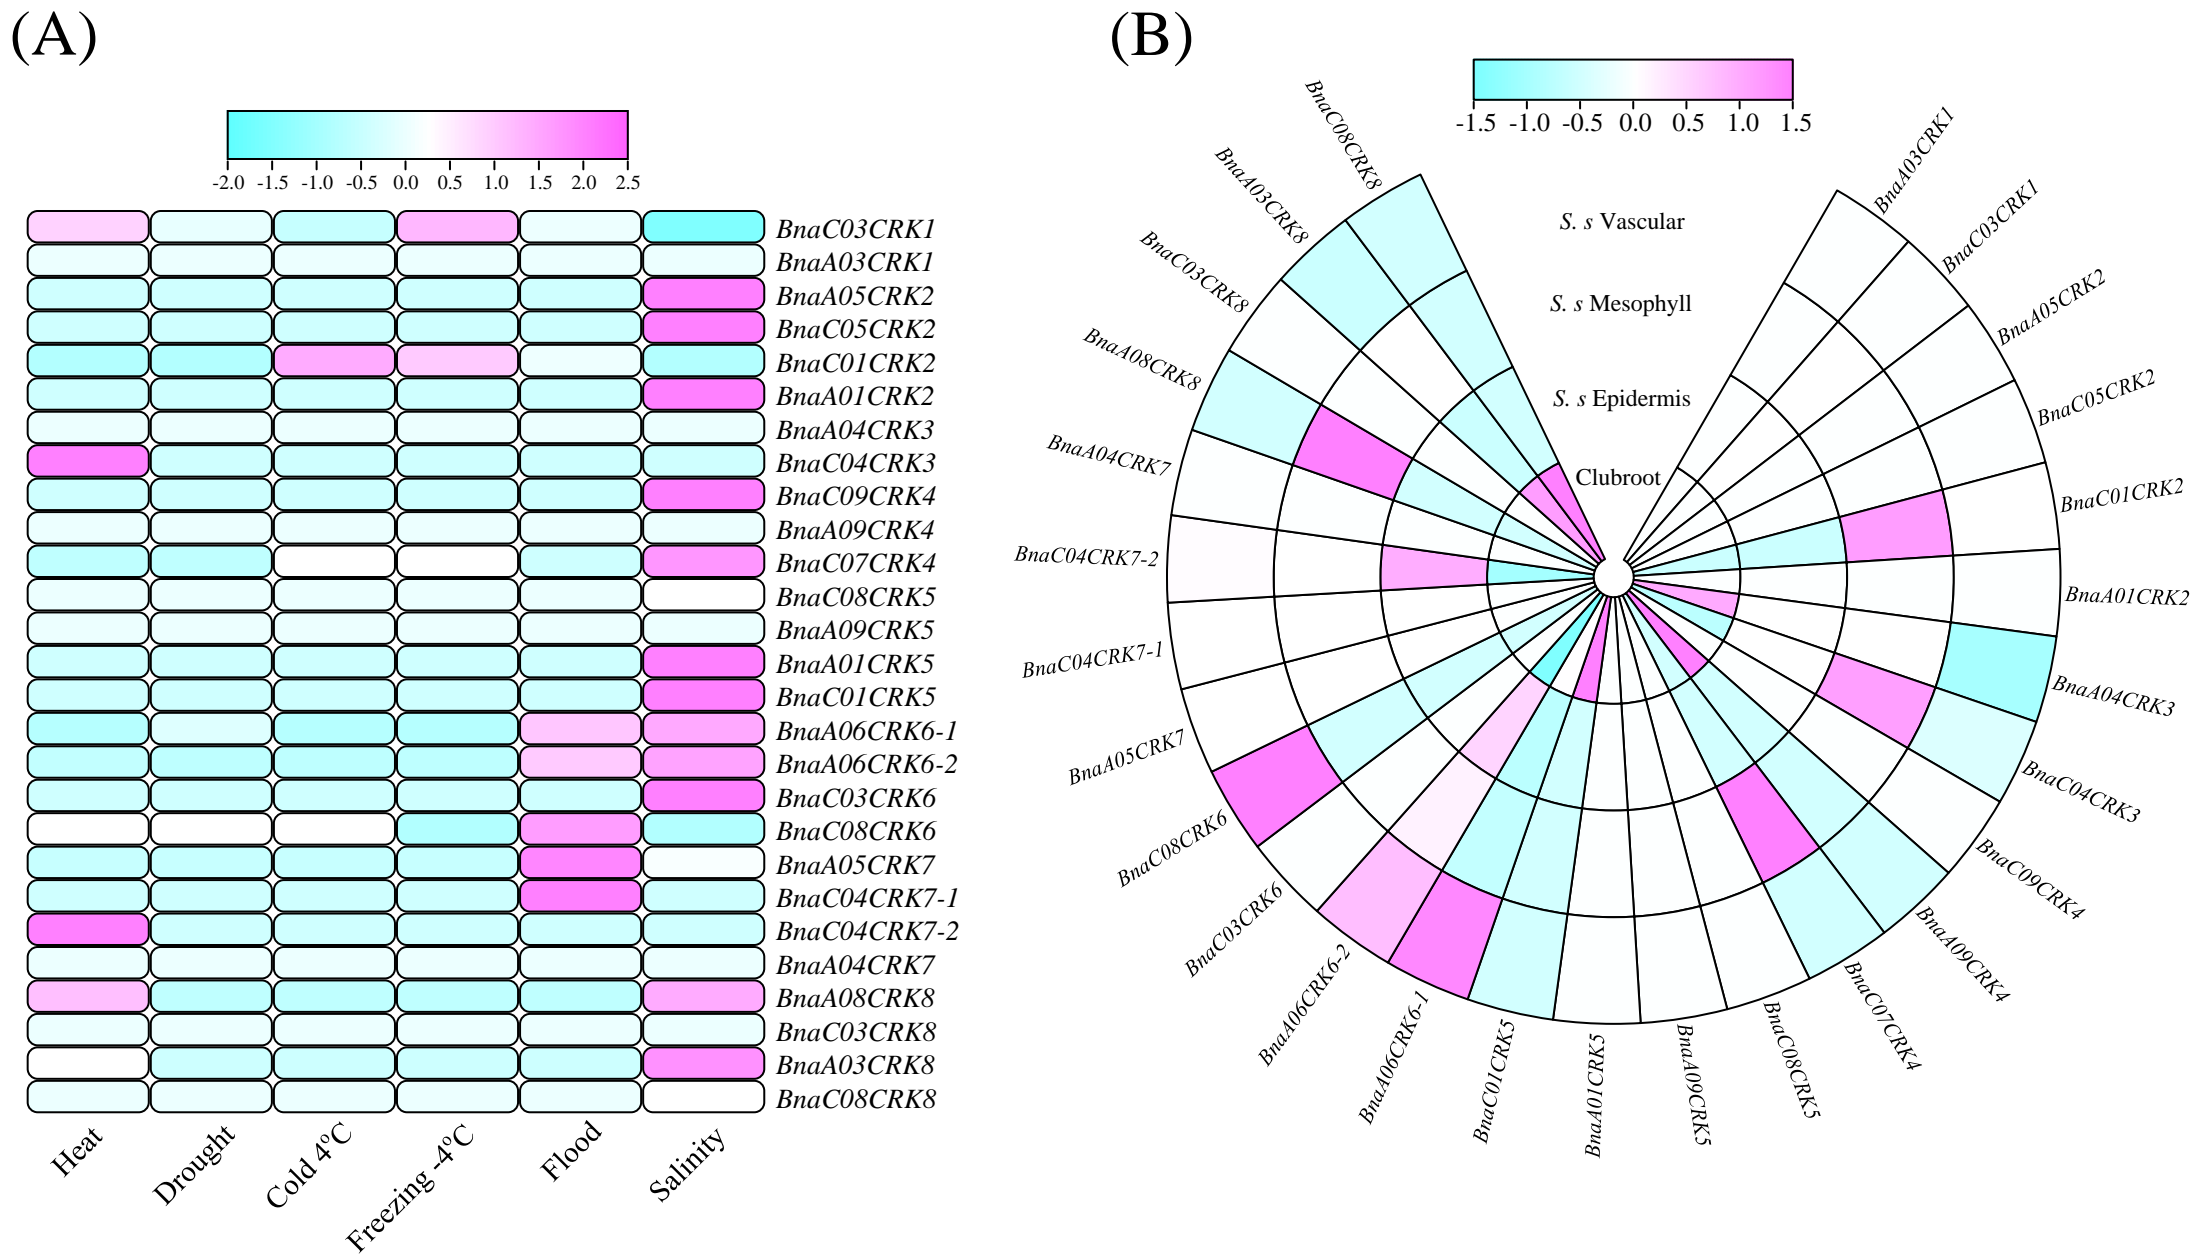 (A)
-2.0 -1.5 -1.0 -0.5 0.0 0.5 1.0 1.5 2.0 2.5
BnaC03CRK1
BnaA03CRK1
BnaA05CRK2
BnaC05CRK2
BnaC01CRK2
BnaA01CRK2
BnaA04CRK3
BnaC04CRK3
BnaC09CRK4
BnaA09CRK4
BnaC07CRK4
BnaC08CRK5
BnaA09CRK5
BnaA01CRK5
BnaC01CRK5
BnaA06CRK6-1
BnaA06CRK6-2
BnaC03CRK6
BnaC08CRK6
BnaA05CRK7
BnaC04CRK7-1
BnaC04CRK7-2
BnaA04CRK7
BnaA08CRK8
BnaC03CRK8
BnaA03CRK8
BnaC08CRK8
Heat
Drought
Cold 4°C
Freezing -4°C
Flood
Salinity
(B)
-1.5 -1.0 -0.5 0.0 0.5 1.0 1.5
S. s Vascular
S. s Mesophyll
S. s Epidermis
Clubroot
BnaA03CRK1
BnaC03CRK1
BnaA05CRK2
BnaC05CRK2
BnaC01CRK2
BnaA01CRK2
BnaA04CRK3
BnaC04CRK3
BnaC09CRK4
BnaA09CRK4
BnaC07CRK4
BnaC08CRK5
BnaA09CRK5
BnaA01CRK5
BnaC01CRK5
BnaA06CRK6-1
BnaA06CRK6-2
BnaC03CRK6
BnaC08CRK6
BnaA05CRK7
BnaC04CRK7-1
BnaC04CRK7-2
BnaA04CRK7
BnaA08CRK8
BnaC03CRK8
BnaA03CRK8
BnaC08CRK8